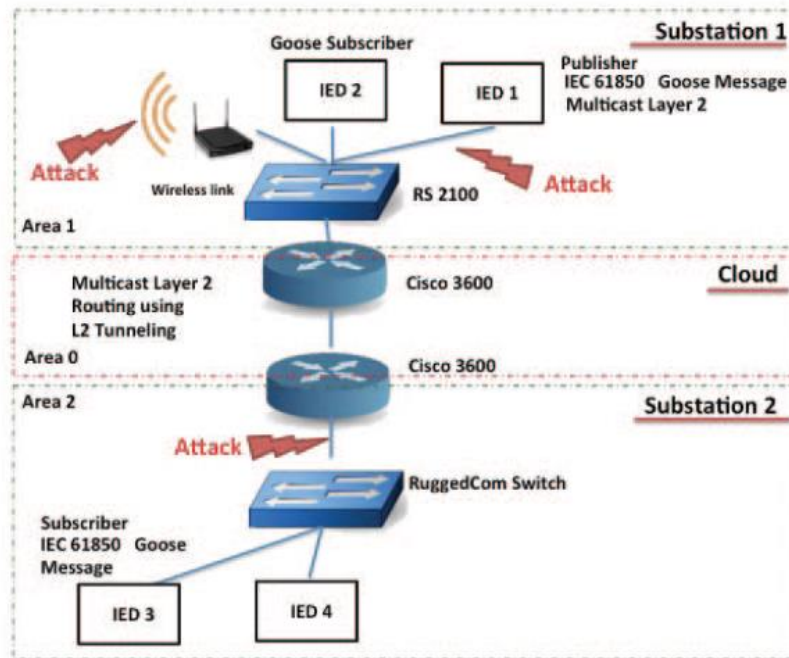 Substation 1
Goose Subscriber
Publisher
IEC 61850 Goose Message
Multicast Layer 2
IED 2
IED 1
Attack
Wireless link
RS 2100
Attack
Area 1
Cloud
Multicast Layer 2
Routing using
L2 Tunneling
Cisco 3600
Area 0
Cisco 3600
Area 2
Substation 2
Attack
RuggedCom Switch
Subscriber
IEC 61850 Goose
Message
IED 3
IED 4